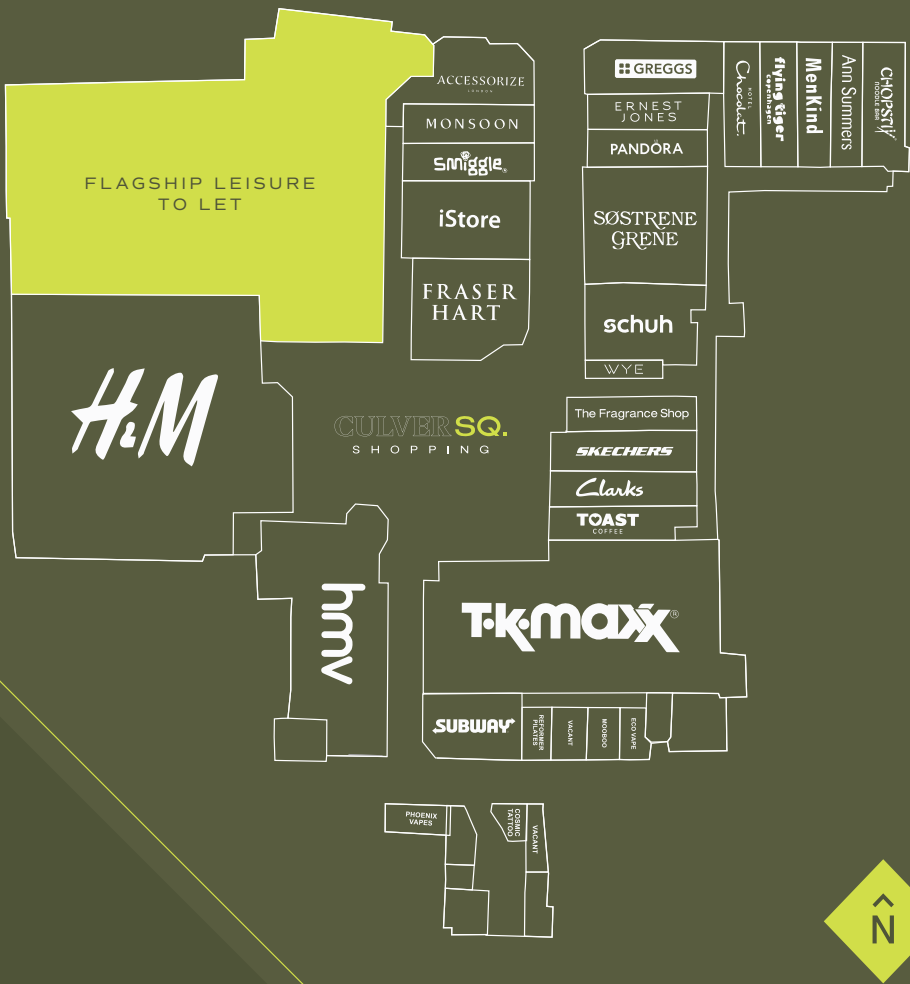 FLAGSHIP LEISURE
TO LET
ACCESSORIZE
LONDON
MONSOON
smiggle®
iStore
FRASER
HART
GREGGS
ERNEST
JONES
PANDÖRA
SØSTRENE
GRENE
schuh
WYE
HOTEL
Chocolat.
flying tiger
copenhagen
MenKind
Ann Summers
CHOPSTIX
NOODLE BAR
H&M
CULVER SQ.
SHOPPING
The Fragrance Shop
SKECHERS
Clarks
TOAST
COFFEE
hmv
T·K·maxx®
SUBWAY
REFORMER
PILATES
VACANT
MOOBOO
ECO VAPE
PHOENIX
VAPES
COSMIC
TATTOO
VACANT
N